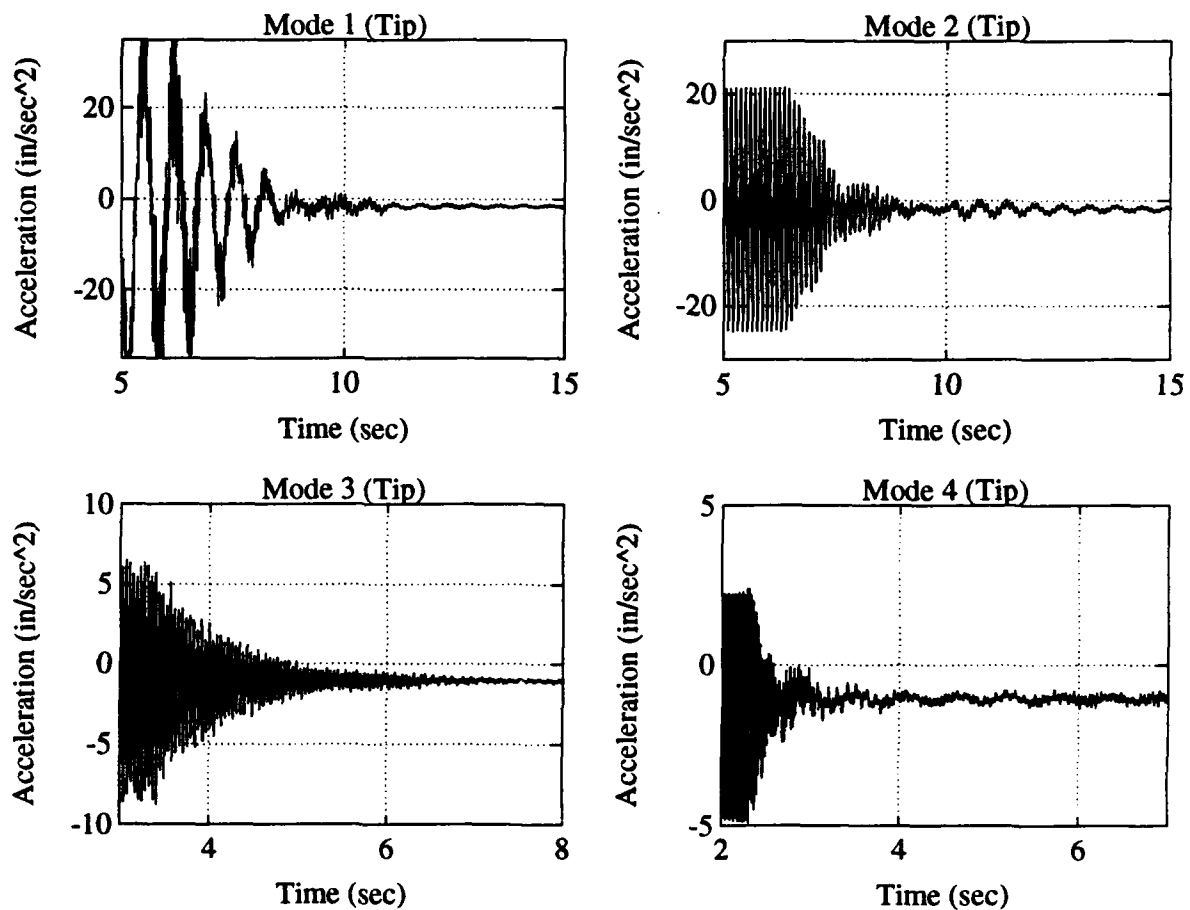 Mode 1 (Tip)
Acceleration (in/sec^2)
20
0
-20
5
10
15
Time (sec)
Mode 2 (Tip)
Acceleration (in/sec^2)
20
0
-20
5
10
15
Time (sec)
Mode 3 (Tip)
Acceleration (in/sec^2)
10
5
0
-5
-10
4
6
8
Time (sec)
Mode 4 (Tip)
Acceleration (in/sec^2)
5
0
-5
2
4
6
Time (sec)